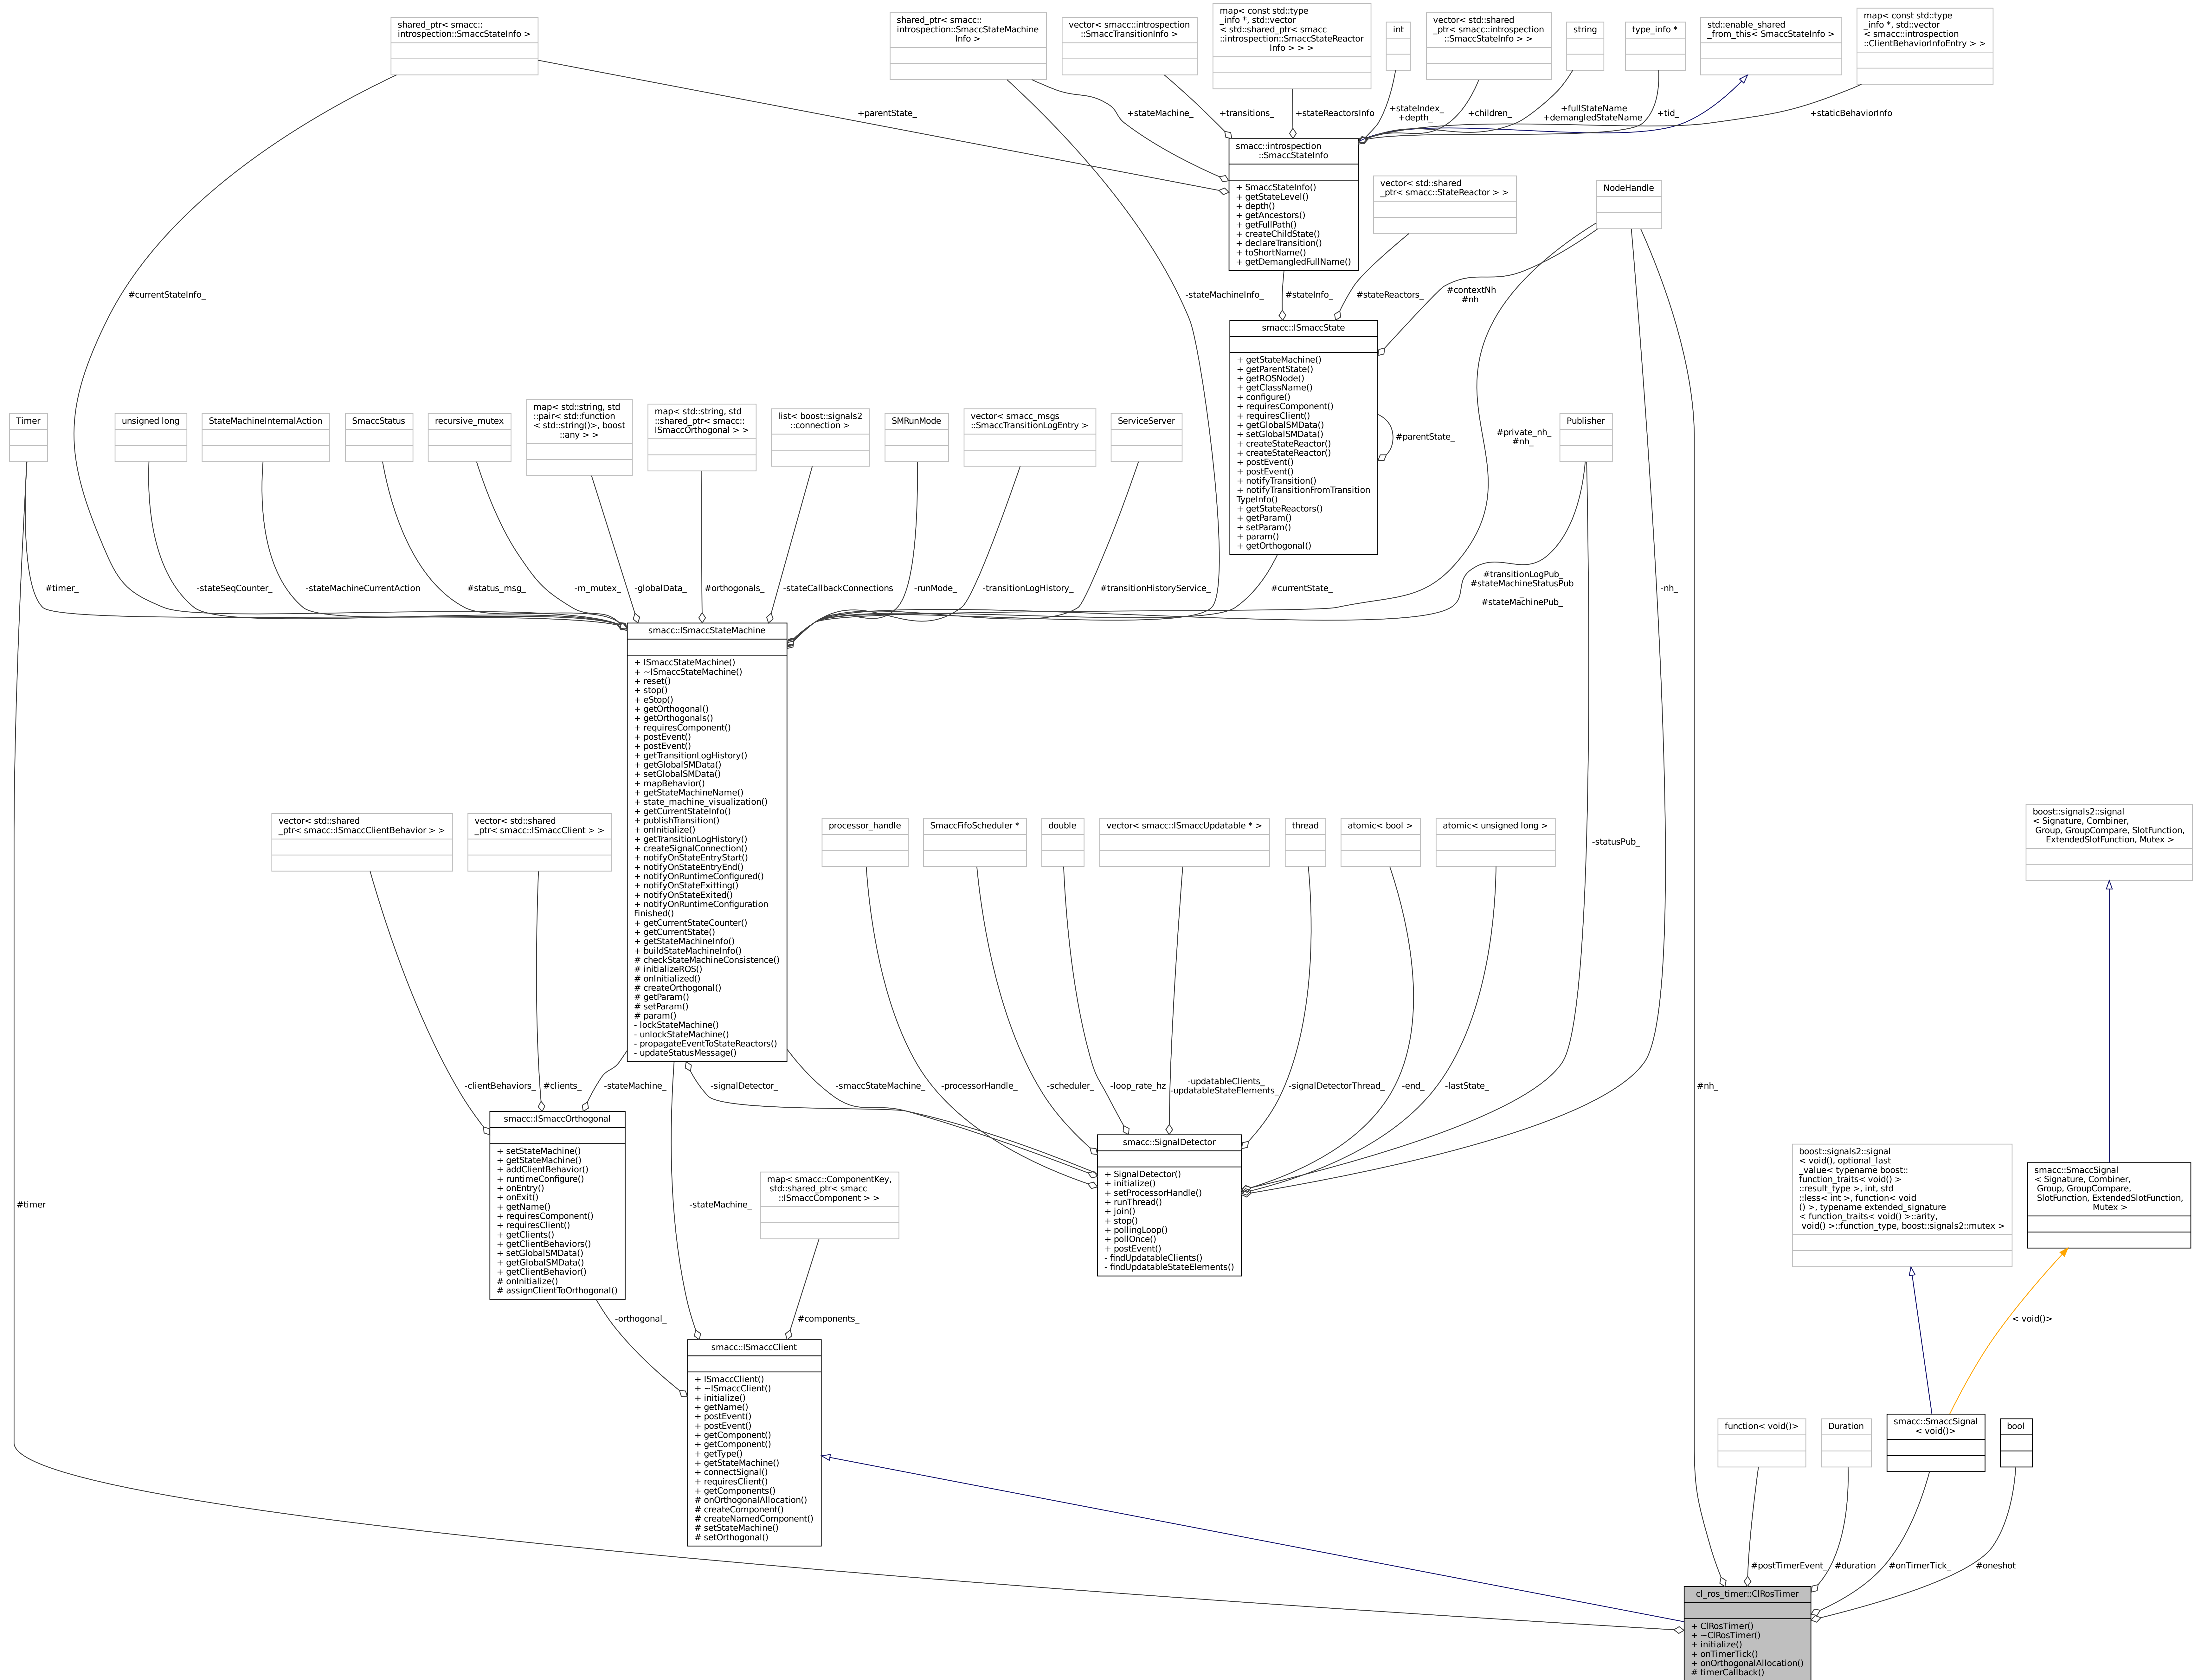 shared_ptr< smacc::
introspection::SmaccStateInfo >
shared_ptr< smacc::
introspection::SmaccStateMachine
Info >
vector< smacc::introspection
::SmaccTransitionInfo >
map< const std::type
_info *, std::vector
< std::shared_ptr< smacc
::introspection::SmaccStateReactor
Info > > >
int
vector< std::shared
_ptr< smacc::introspection
::SmaccStateInfo > >
string
type_info *
std::enable_shared
_from_this< SmaccStateInfo >
map< const std::type
_info *, std::vector
< smacc::introspection
::ClientBehaviorInfoEntry > >
+parentState_
+stateMachine_
+transitions_
+stateReactorsInfo
+stateIndex_
+depth_
+children_
+fullStateName
+demangledStateName
+tid_
+staticBehaviorInfo
smacc::introspection
::SmaccStateInfo
+ SmaccStateInfo()
+ getStateLevel()
+ depth()
+ getAncestors()
+ getFullPath()
+ createChildState()
+ declareTransition()
+ toShortName()
+ getDemangledFullName()
vector< std::shared
_ptr< smacc::StateReactor > >
NodeHandle
#currentStateInfo_
-stateMachineInfo_
#stateInfo_
#stateReactors_
#contextNh
#nh
smacc::ISmaccState
+ getStateMachine()
+ getParentState()
+ getROSNode()
+ getClassName()
+ configure()
+ requiresComponent()
+ requiresClient()
+ getGlobalSMData()
+ setGlobalSMData()
+ createStateReactor()
+ createStateReactor()
+ postEvent()
+ postEvent()
+ notifyTransition()
+ notifyTransitionFromTransition
TypeInfo()
+ getStateReactors()
+ getParam()
+ setParam()
+ param()
+ getOrthogonal()
#parentState_
#private_nh_
#nh_
Timer
unsigned long
StateMachineInternalAction
SmaccStatus
recursive_mutex
map< std::string, std
::pair< std::function
< std::string()>, boost
::any > >
map< std::string, std
::shared_ptr< smacc::
ISmaccOrthogonal > >
list< boost::signals2
::connection >
SMRunMode
vector< smacc_msgs
::SmaccTransitionLogEntry >
ServiceServer
Publisher
#timer_
-stateSeqCounter_
-stateMachineCurrentAction
#status_msg_
-m_mutex_
-globalData_
#orthogonals_
-stateCallbackConnections
-runMode_
-transitionLogHistory_
#transitionHistoryService_
#currentState_
#transitionLogPub_
#stateMachineStatusPub
_
#stateMachinePub_
-nh_
smacc::ISmaccStateMachine
+ ISmaccStateMachine()
+ ~ISmaccStateMachine()
+ reset()
+ stop()
+ eStop()
+ getOrthogonal()
+ getOrthogonals()
+ requiresComponent()
+ postEvent()
+ postEvent()
+ getTransitionLogHistory()
+ getGlobalSMData()
+ setGlobalSMData()
+ mapBehavior()
+ getStateMachineName()
+ state_machine_visualization()
+ getCurrentStateInfo()
+ publishTransition()
+ onInitialize()
+ getTransitionLogHistory()
+ createSignalConnection()
+ notifyOnStateEntryStart()
+ notifyOnStateEntryEnd()
+ notifyOnRuntimeConfigured()
+ notifyOnStateExitting()
+ notifyOnStateExited()
+ notifyOnRuntimeConfiguration
Finished()
+ getCurrentStateCounter()
+ getCurrentState()
+ getStateMachineInfo()
+ buildStateMachineInfo()
# checkStateMachineConsistence()
# initializeROS()
# onInitialized()
# createOrthogonal()
# getParam()
# setParam()
# param()
- lockStateMachine()
- unlockStateMachine()
- propagateEventToStateReactors()
- updateStatusMessage()
vector< std::shared
_ptr< smacc::ISmaccClientBehavior > >
vector< std::shared
_ptr< smacc::ISmaccClient > >
processor_handle
SmaccFifoScheduler *
double
vector< smacc::ISmaccUpdatable * >
thread
atomic< bool >
atomic< unsigned long >
-statusPub_
boost::signals2::signal
< Signature, Combiner,
Group, GroupCompare, SlotFunction,
ExtendedSlotFunction, Mutex >
-clientBehaviors_
#clients_
-stateMachine_
-signalDetector_
-smaccStateMachine_
-processorHandle_
-scheduler_
-loop_rate_hz
-updatableClients_
-updatableStateElements_
-signalDetectorThread_
-end_
-lastState_
#nh_
smacc::ISmaccOrthogonal
+ setStateMachine()
+ getStateMachine()
+ addClientBehavior()
+ runtimeConfigure()
+ onEntry()
+ onExit()
+ getName()
+ requiresComponent()
+ requiresClient()
+ getClients()
+ getClientBehaviors()
+ setGlobalSMData()
+ getGlobalSMData()
+ getClientBehavior()
# onInitialize()
# assignClientToOrthogonal()
smacc::SignalDetector
+ SignalDetector()
+ initialize()
+ setProcessorHandle()
+ runThread()
+ join()
+ stop()
+ pollingLoop()
+ pollOnce()
+ postEvent()
- findUpdatableClients()
- findUpdatableStateElements()
boost::signals2::signal
< void(), optional_last
_value< typename boost::
function_traits< void() >
::result_type >, int, std
::less< int >, function< void
() >, typename extended_signature
< function_traits< void() >::arity,
void() >::function_type, boost::signals2::mutex >
smacc::SmaccSignal
< Signature, Combiner,
Group, GroupCompare,
SlotFunction, ExtendedSlotFunction,
Mutex >
#timer
-stateMachine_
map< smacc::ComponentKey,
std::shared_ptr< smacc
::ISmaccComponent > >
-orthogonal_
#components_
< void()>
smacc::ISmaccClient
+ ISmaccClient()
+ ~ISmaccClient()
+ initialize()
+ getName()
+ postEvent()
+ postEvent()
+ getComponent()
+ getComponent()
+ getType()
+ getStateMachine()
+ connectSignal()
+ requiresClient()
+ getComponents()
# onOrthogonalAllocation()
# createComponent()
# createNamedComponent()
# setStateMachine()
# setOrthogonal()
function< void()>
Duration
smacc::SmaccSignal
< void()>
bool
#postTimerEvent_
#duration
#onTimerTick_
#oneshot
cl_ros_timer::ClRosTimer
+ ClRosTimer()
+ ~ClRosTimer()
+ initialize()
+ onTimerTick()
+ onOrthogonalAllocation()
# timerCallback()